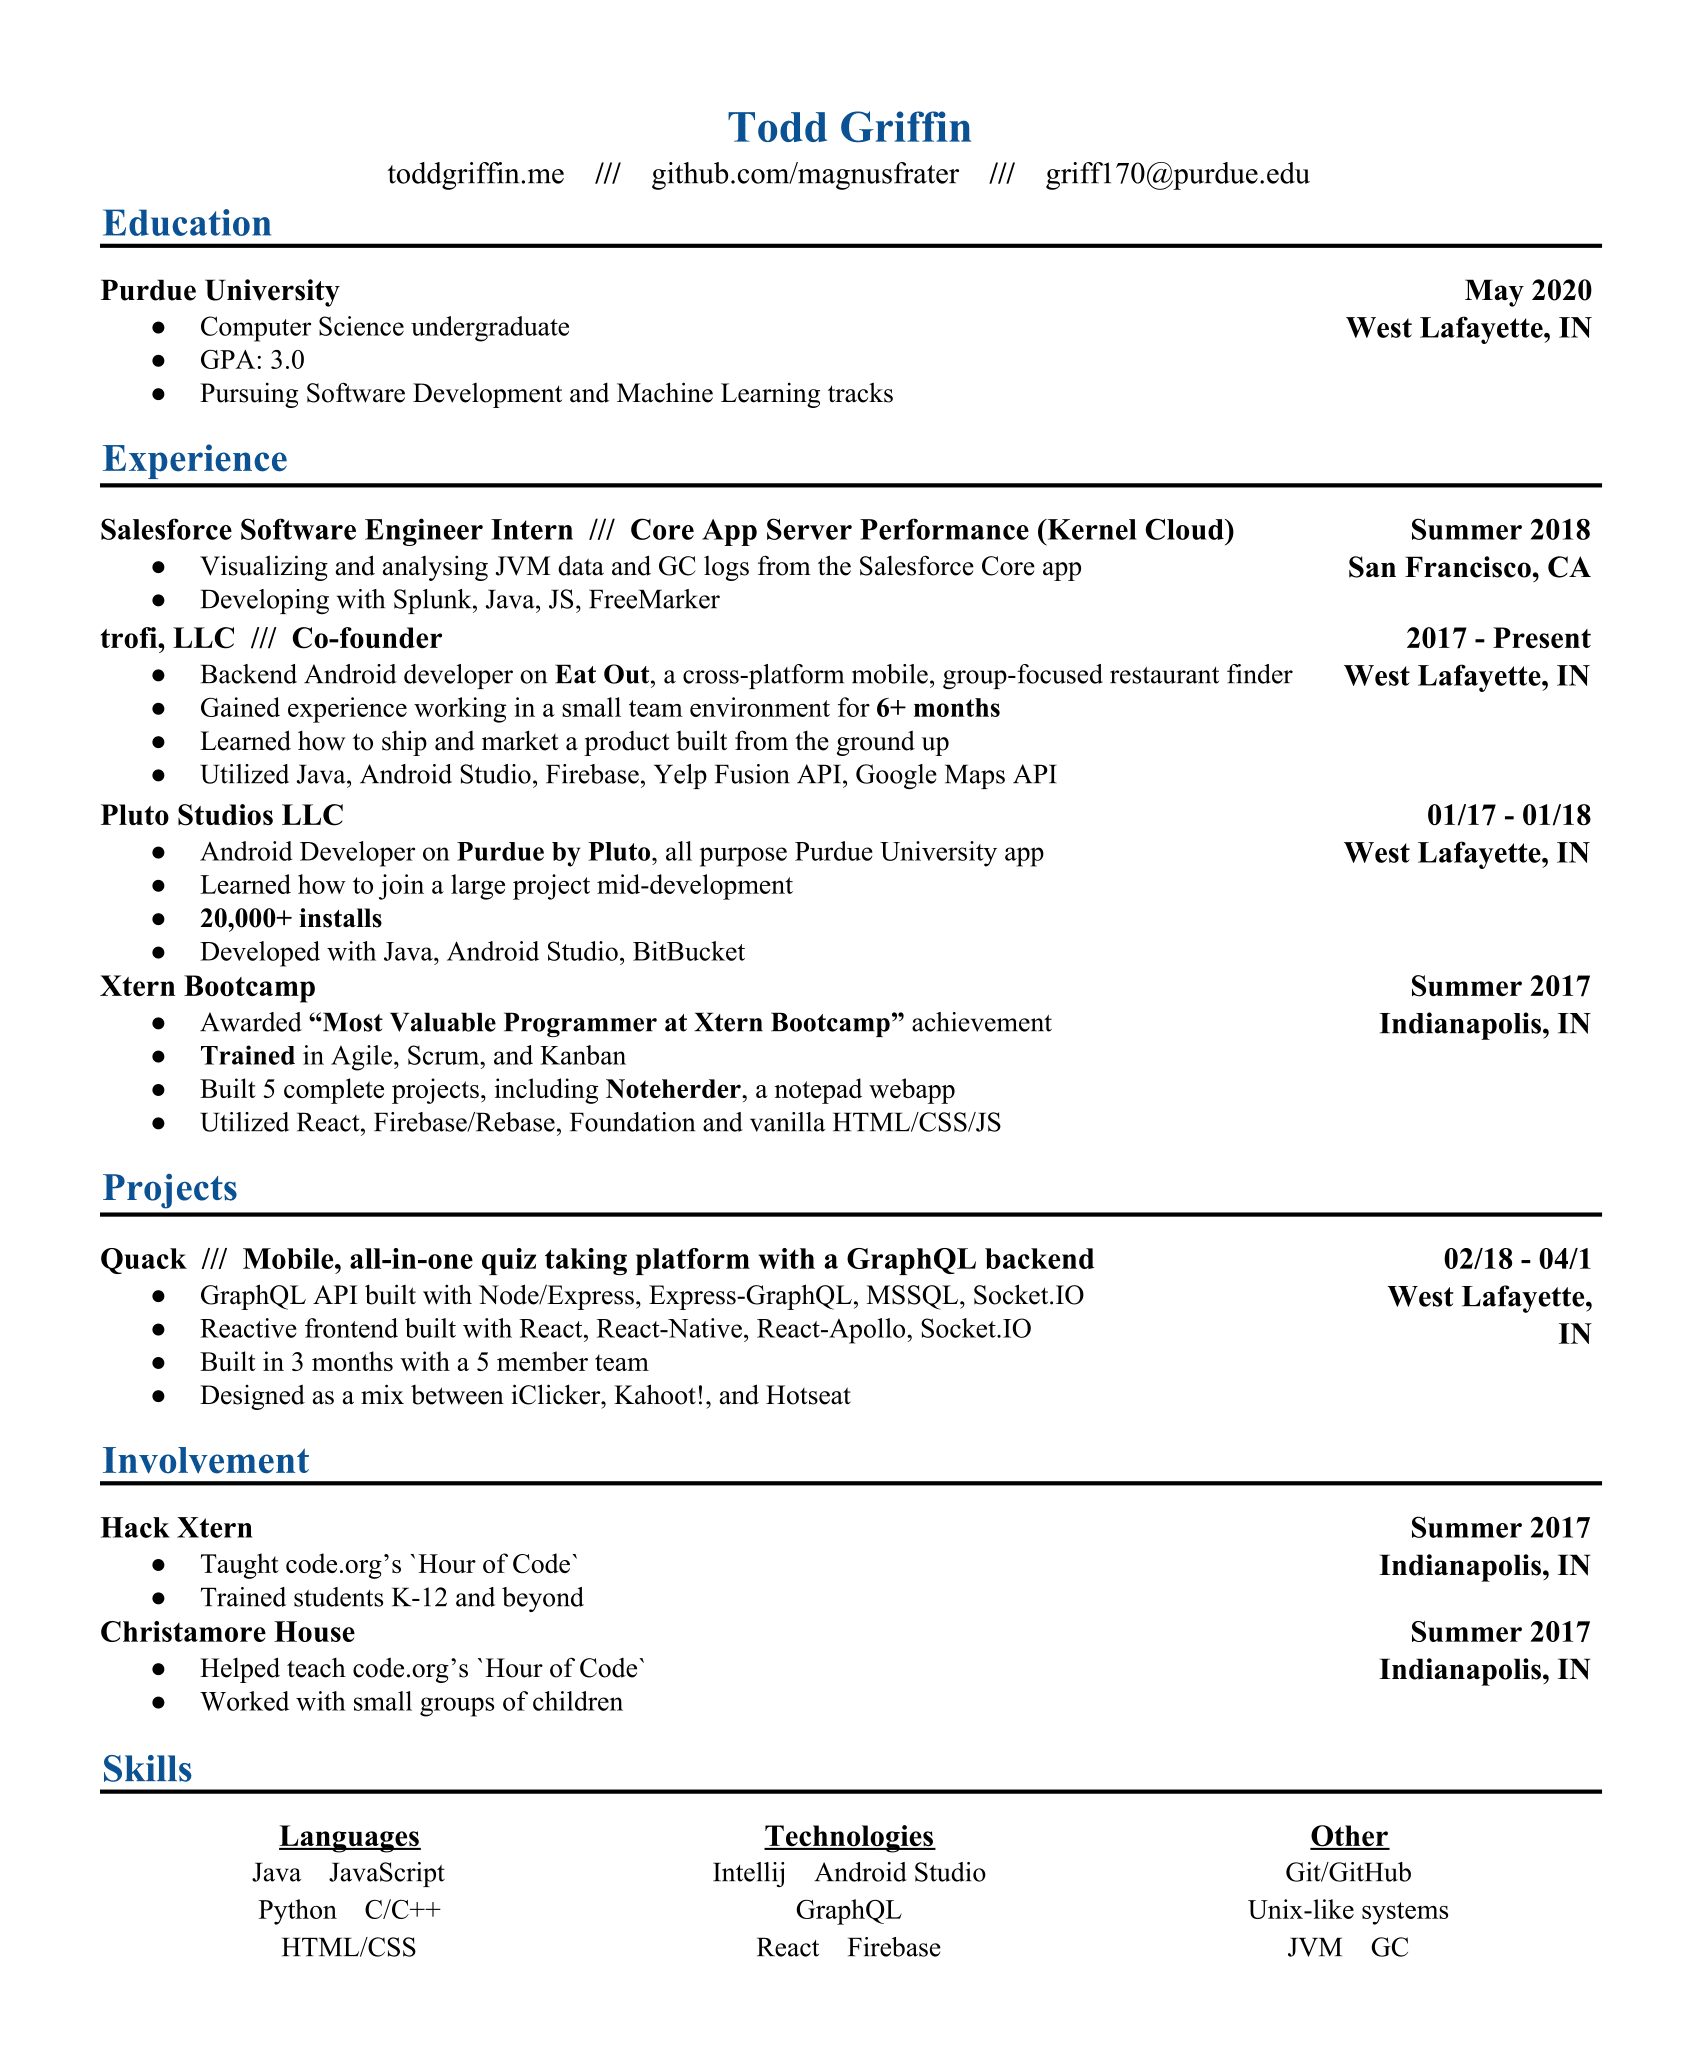 Todd Griffin
toddgriffin.me /// github.com/magnusfrater /// griff170@purdue.edu
Education
Purdue University May 2020
● Computer Science undergraduate West Lafayette, IN
● GPA: 3.0
● Pursuing Software Development and Machine Learning tracks
Experience
Salesforce Software Engineer Intern /// Core App Server Performance (Kernel Cloud) Summer 2018
● Visualizing and analysing JVM data and GC logs from the Salesforce Core app San Francisco, CA
● Developing with Splunk, Java, JS, FreeMarker
trofi, LLC /// Co-founder 2017 - Present
● Backend Android developer on Eat Out, a cross-platform mobile, group-focused restaurant finder West Lafayette, IN
● Gained experience working in a small team environment for 6+ months
● Learned how to ship and market a product built from the ground up
● Utilized Java, Android Studio, Firebase, Yelp Fusion API, Google Maps API
Pluto Studios LLC 01/17 - 01/18
● Android Developer on Purdue by Pluto, all purpose Purdue University app West Lafayette, IN
● Learned how to join a large project mid-development
● 20,000+ installs
● Developed with Java, Android Studio, BitBucket
Xtern Bootcamp Summer 2017
● Awarded “Most Valuable Programmer at Xtern Bootcamp” achievement Indianapolis, IN
● Trained in Agile, Scrum, and Kanban
● Built 5 complete projects, including Noteherder, a notepad webapp
● Utilized React, Firebase/Rebase, Foundation and vanilla HTML/CSS/JS
Projects
Quack /// Mobile, all-in-one quiz taking platform with a GraphQL backend 02/18 - 04/1
● GraphQL API built with Node/Express, Express-GraphQL, MSSQL, Socket.IO West Lafayette,
● Reactive frontend built with React, React-Native, React-Apollo, Socket.IO IN
● Built in 3 months with a 5 member team
● Designed as a mix between iClicker, Kahoot!, and Hotseat
Involvement
Hack Xtern Summer 2017
● Taught code.org’s `Hour of Code` Indianapolis, IN
● Trained students K-12 and beyond
Christamore House Summer 2017
● Helped teach code.org’s `Hour of Code` Indianapolis, IN
● Worked with small groups of children
Skills
Languages Technologies Other
Java JavaScript Intellij Android Studio Git/GitHub
Python C/C++ GraphQL Unix-like systems
HTML/CSS React Firebase JVM GC